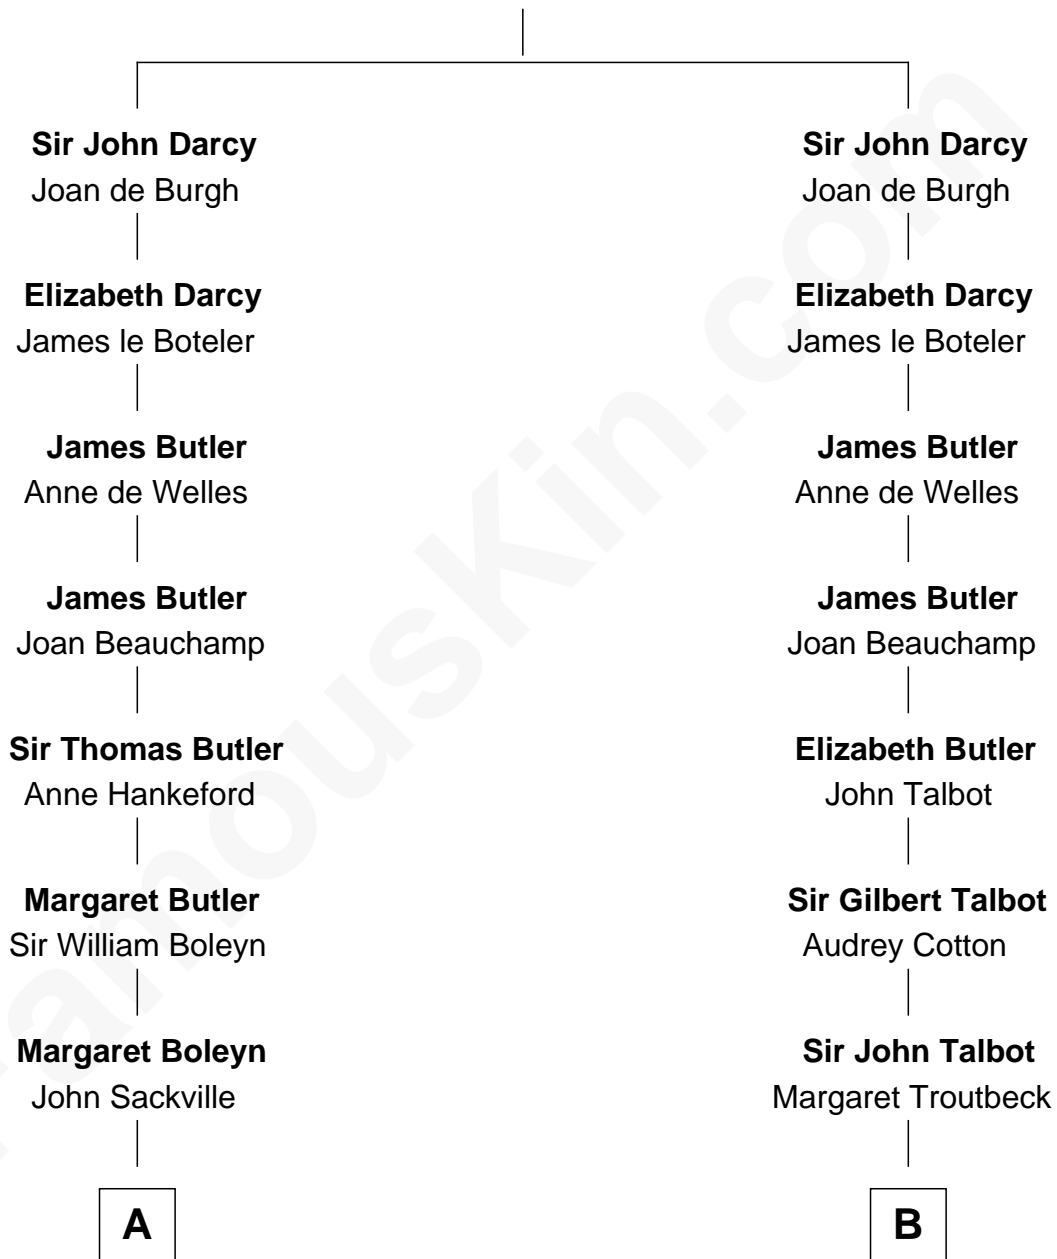 Sir John Darcy
Joan de Burgh
Elizabeth Darcy
James le Boteler
James Butler
Anne de Welles
James Butler
Joan Beauchamp
Sir Thomas Butler
Anne Hankeford
Margaret Butler
Sir William Boleyn
Margaret Boleyn
John Sackville
A
Sir John Darcy
Joan de Burgh
Elizabeth Darcy
James le Boteler
James Butler
Anne de Welles
James Butler
Joan Beauchamp
Elizabeth Butler
John Talbot
Sir Gilbert Talbot
Audrey Cotton
Sir John Talbot
Margaret Troutbeck
B
FamousKin.com